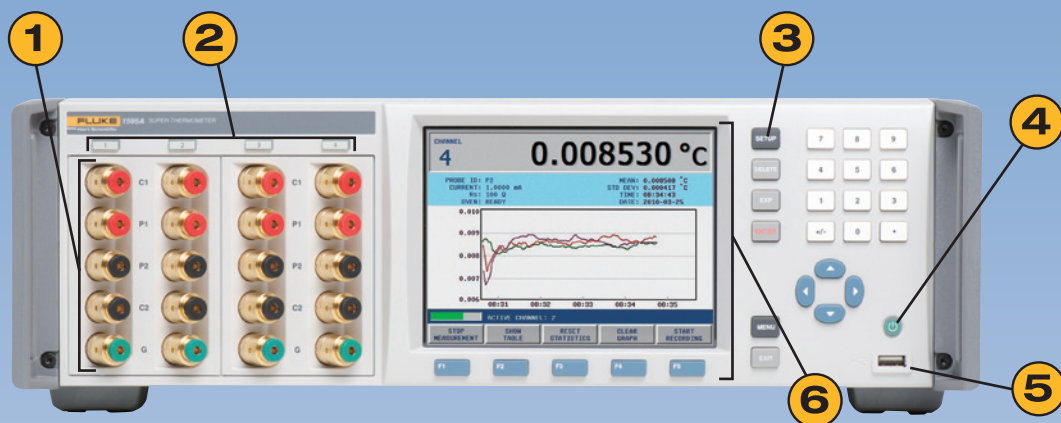 1
2
3
4
5
6
FLUKE 1595A SUPER-THERMOMETER
Hart Scientific
1 2 3 4
C1 C1
P1 P1
P2 P2
C2 C2
G G
CHANNEL
4
0.008530 °C
PROBE ID: P2
CURRENT: 1.0000 mA
Rs: 100 Ω
OVEN: READY
MEAN: 0.008508 °C
STD DEV: 0.000417 °C
TIME: 08:34:43
DATE: 2010-03-25
0.010
0.009
0.008
0.007
0.006
08:31 08:32 08:33 08:34 08:35
ACTIVE CHANNEL: 2
STOP MEASUREMENT
SHOW TABLE
RESET STATISTICS
CLEAR GRAPH
START RECORDING
F1 F2 F3 F4 F5
SETUP
DELETE
EXP
ENTER
MENU
EXIT
7 8 9
4 5 6
1 2 3
+/- 0 •